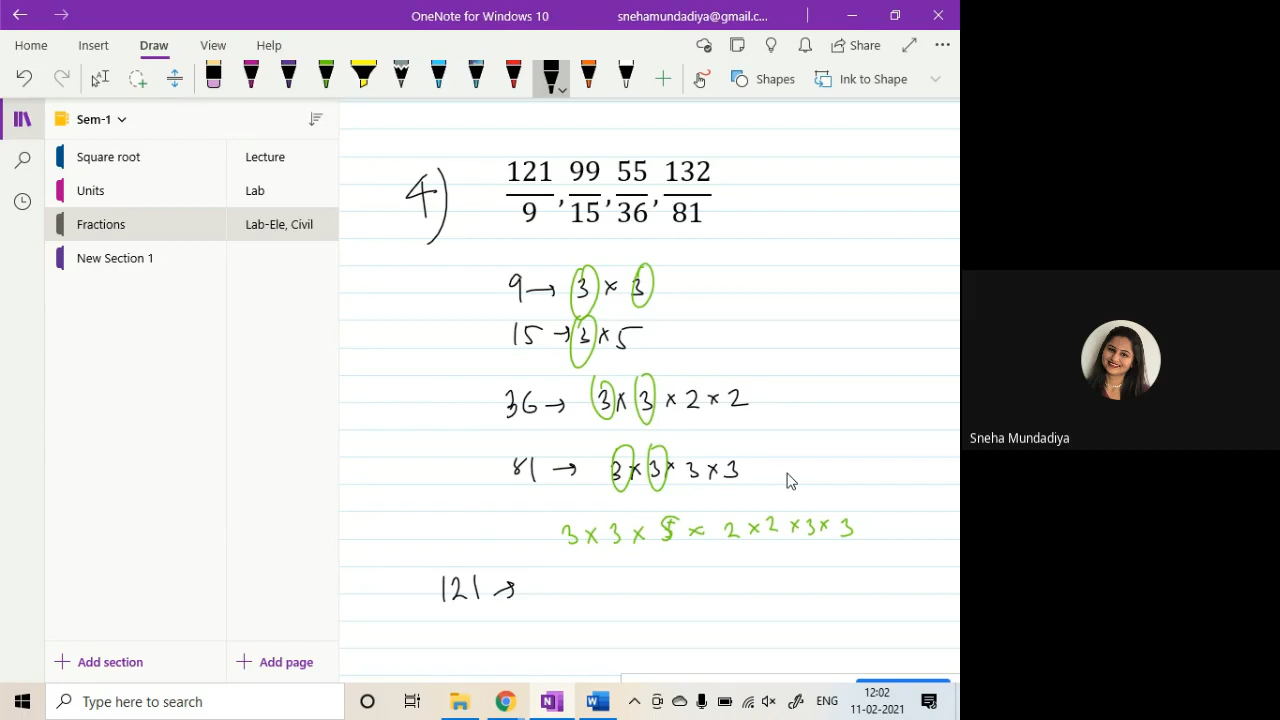 OneNote for Windows 10
snehamundadiya@gmail.c...
Home Insert Draw View Help
Share ...
Shapes Ink to Shape
Sem-1
Square root Lecture
Units Lab
Fractions Lab-Ele, Civil
New Section 1
4) 121/9, 99/15, 55/36, 132/81
9 → 3 × 3
15 → 3 × 5
36 → 3 × 3 × 2 × 2
81 → 3 × 3 × 3 × 3
3 × 3 × 5 × 2 × 2 × 3 × 3
121 →
Sneha Mundadiya
+ Add section + Add page
Type here to search
ENG
12:02
11-02-2021